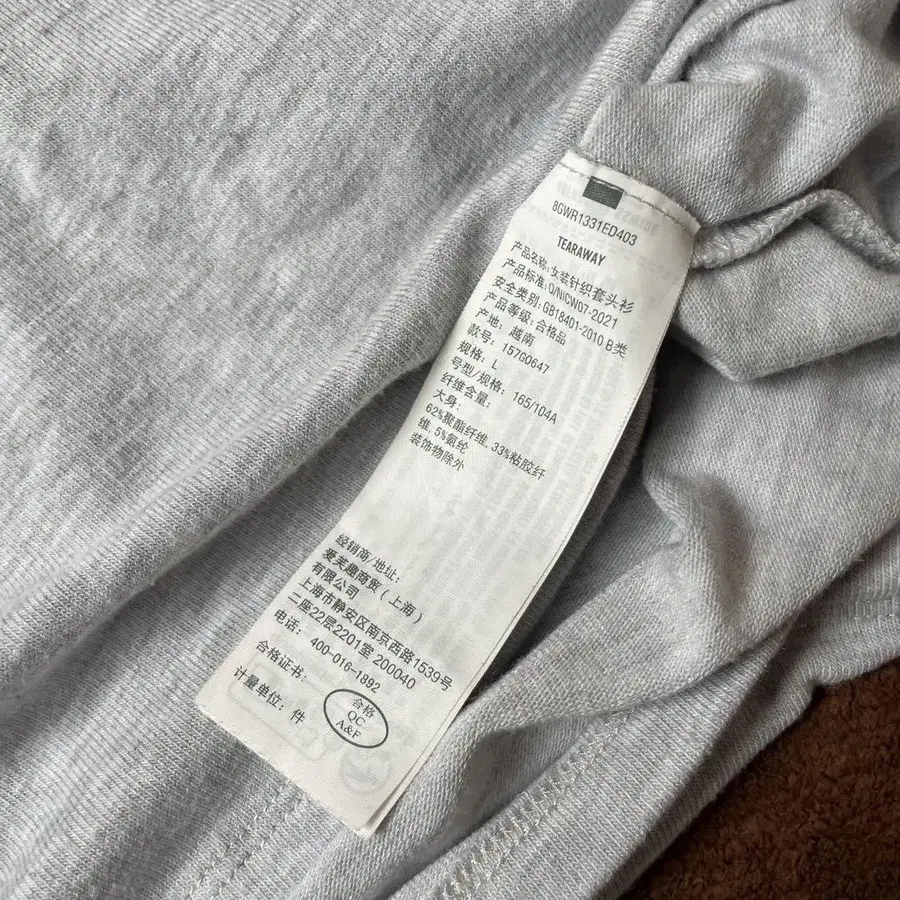 8GWR1331ED403
TEARAWAY
产品名称:女装针织套头衫
产品标准:Q/NICW07-2021
安全类别:GB18401-2010 B类
产品等级:合格品
产地: 越南
款号: 157G0647
规格: L
号型/规格: 165/104A
纤维含量:
大身:
62%聚酯纤维, 33%粘胶纤
维, 5%氨纶
装饰物除外
经销商/地址:
爱芙趣商贸(上海)
有限公司
上海市静安区南京西路1539号
二座22层2201室 200040
电话: 400-016-1892
合格证书:
合格
QC
A&F
计量单位: 件